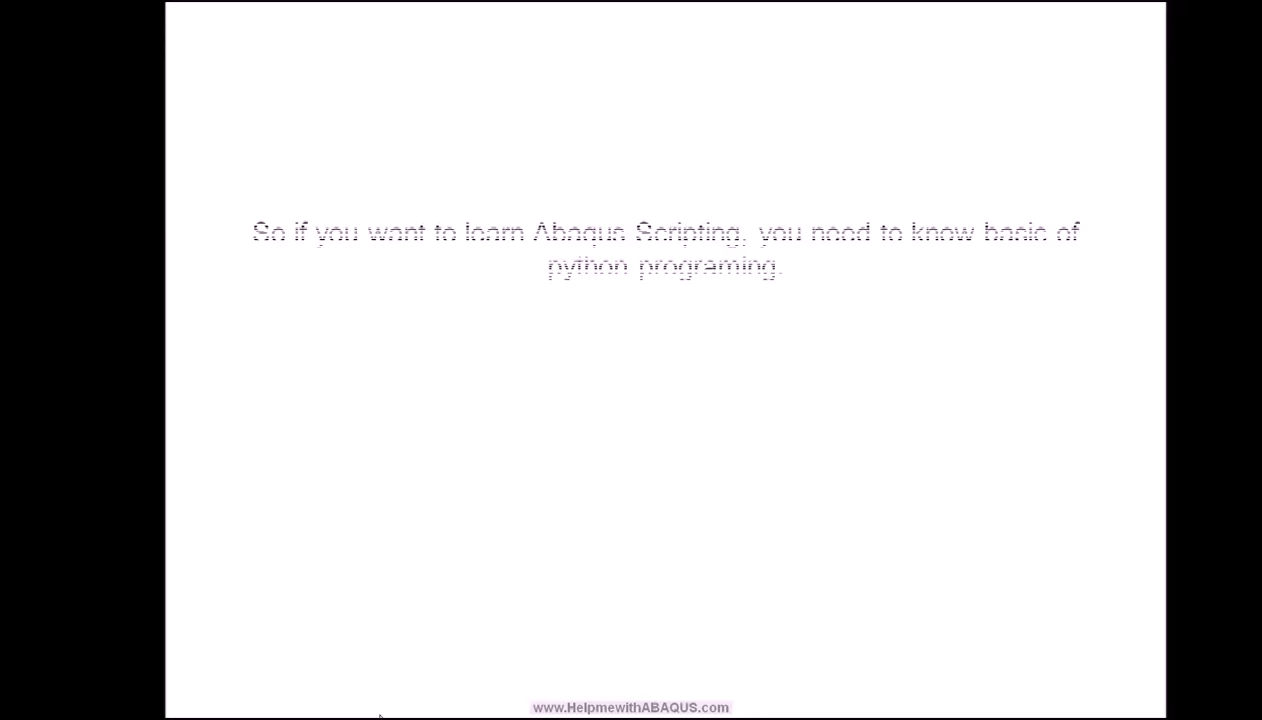 So if you want to learn Abaqus Scripting, you need to know basic of
python programing.
www.HelpmewithABAQUS.com